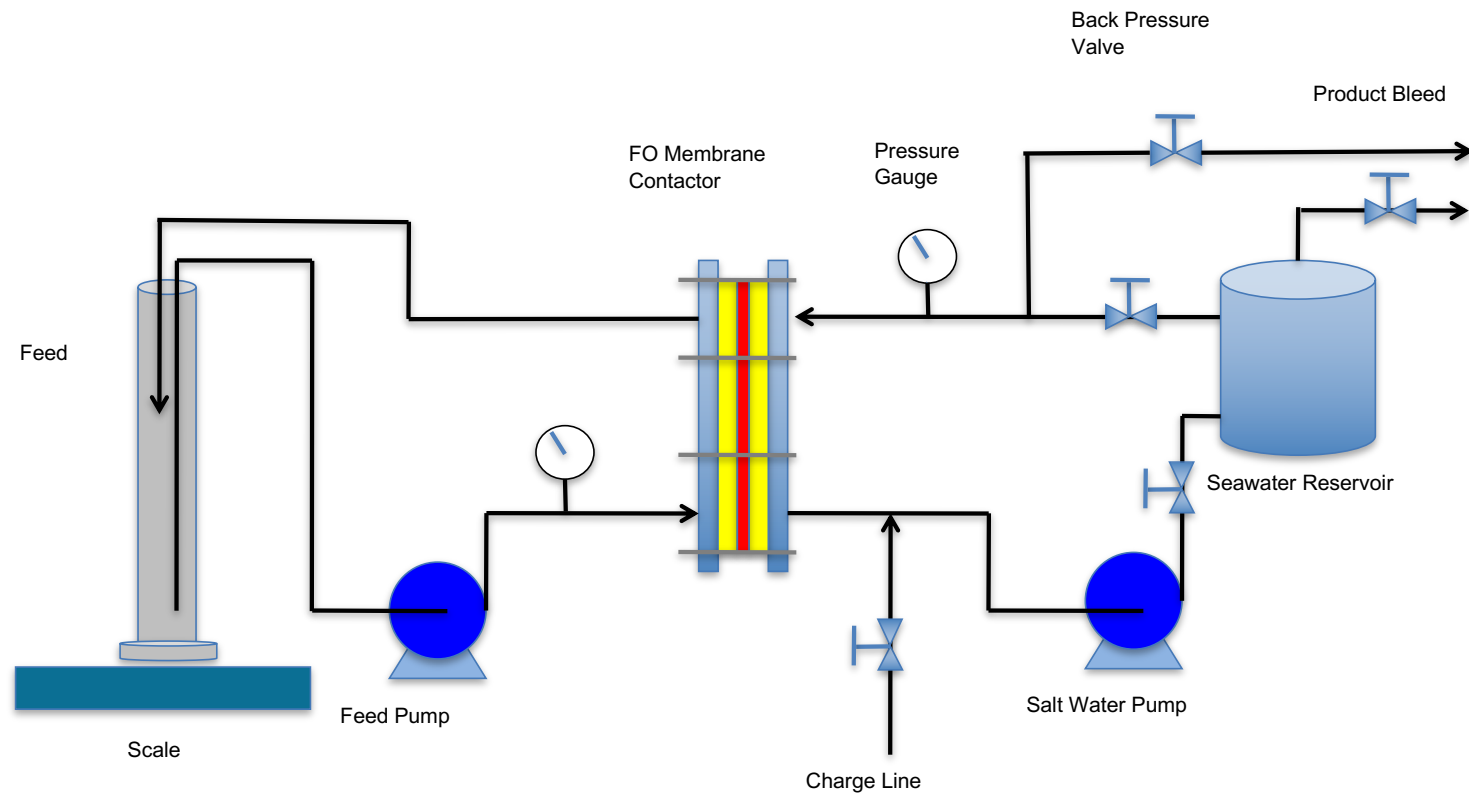 Back Pressure
Valve
Product Bleed
FO Membrane
Contactor
Pressure
Gauge
Feed
Seawater Reservoir
Feed Pump
Salt Water Pump
Scale
Charge Line